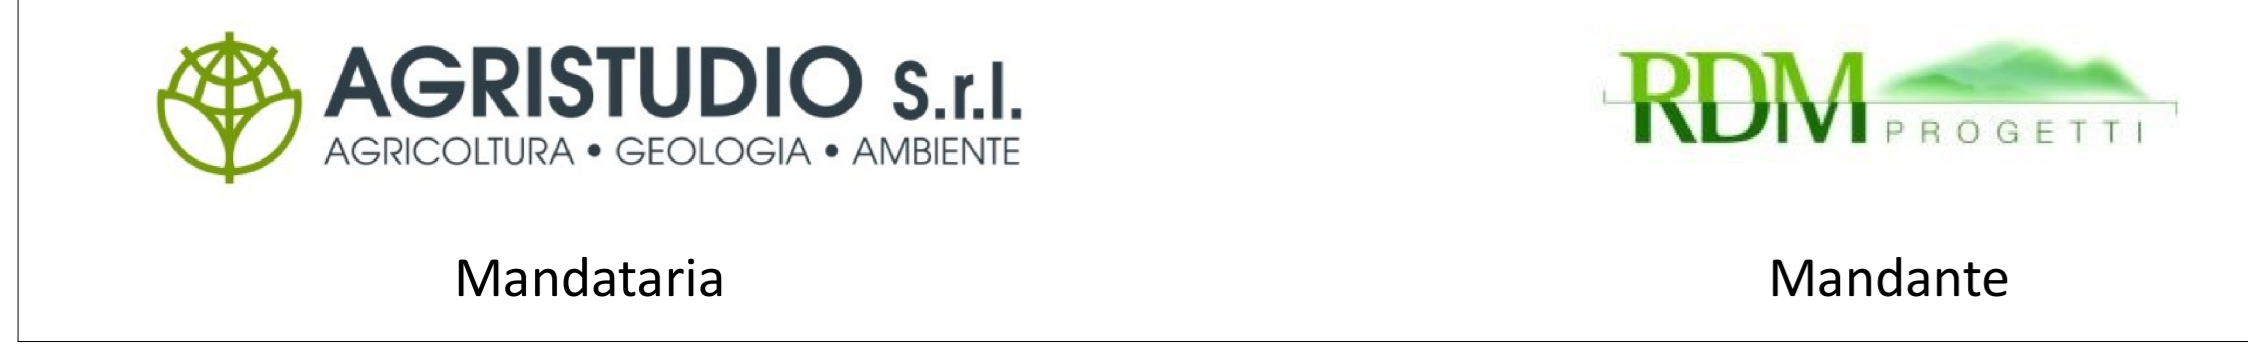 AGRISTUDIO S.r.l.
AGRICOLTURA • GEOLOGIA • AMBIENTE
Mandataria
RDM
PROGETTI
Mandante